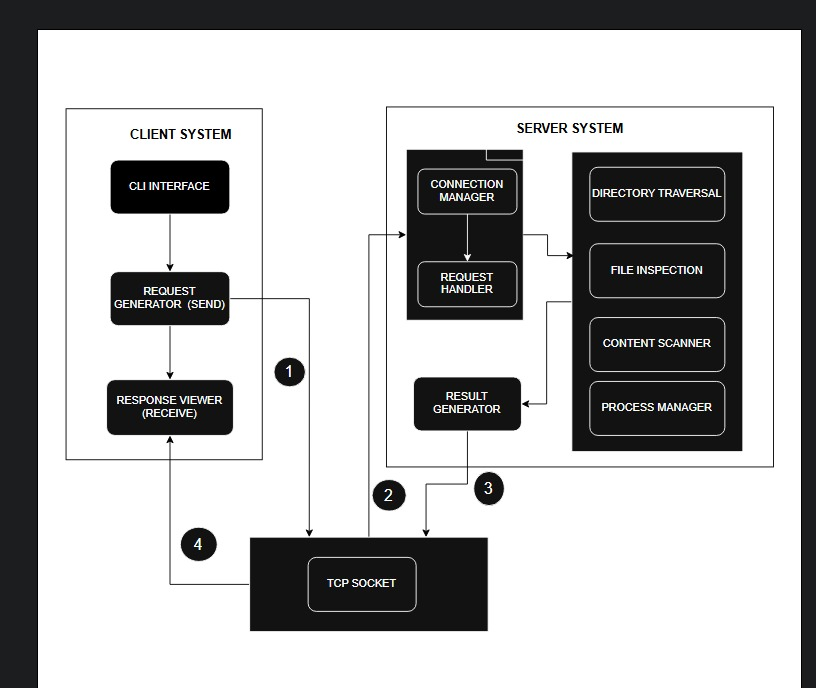 CLIENT SYSTEM
CLI INTERFACE
REQUEST
GENERATOR (SEND)
RESPONSE VIEWER
(RECEIVE)
1
4
SERVER SYSTEM
CONNECTION
MANAGER
REQUEST
HANDLER
RESULT
GENERATOR
DIRECTORY TRAVERSAL
FILE INSPECTION
CONTENT SCANNER
PROCESS MANAGER
2
3
TCP SOCKET